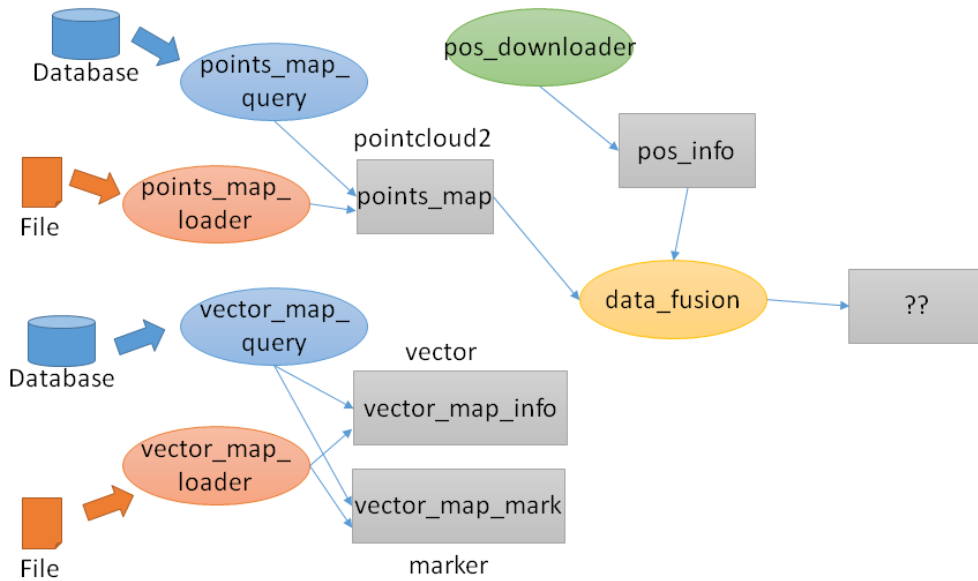 Database
points_map_
query
pos_downloader
pointcloud2
pos_info
File
points_map_
loader
points_map
data_fusion
??
Database
vector_map_
query
vector
vector_map_info
vector_map_
loader
vector_map_mark
File
marker